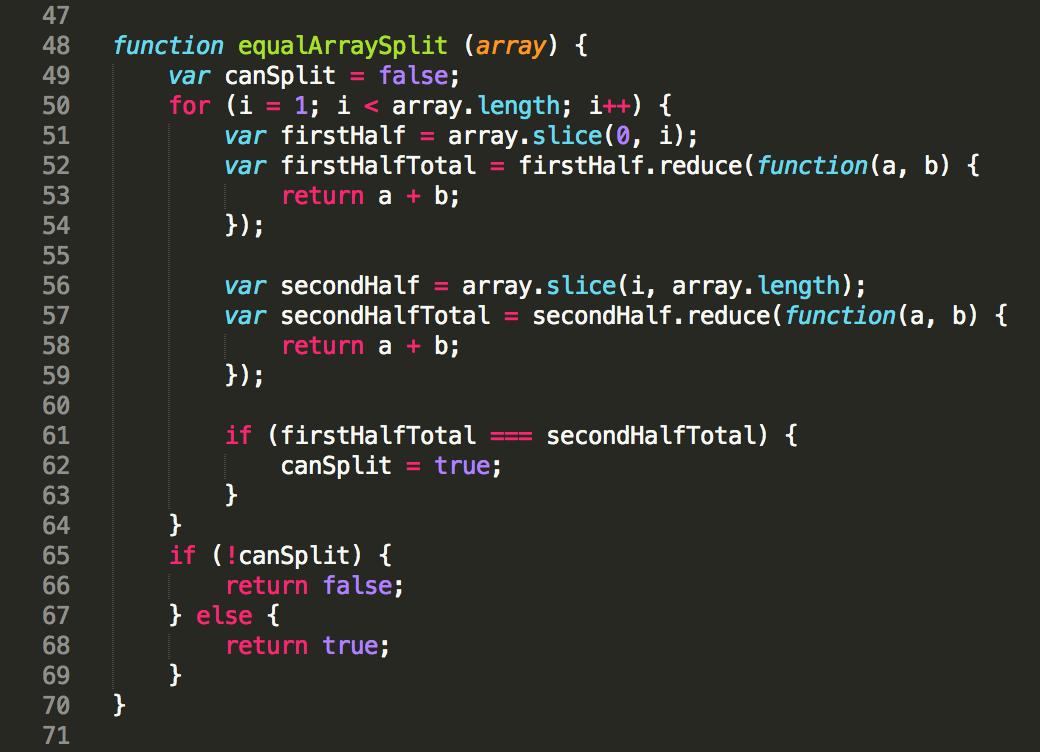 47
48 function equalArraySplit (array) {
49 var canSplit = false;
50 for (i = 1; i < array.length; i++) {
51 var firstHalf = array.slice(0, i);
52 var firstHalfTotal = firstHalf.reduce(function(a, b) {
53 return a + b;
54 });
55
56 var secondHalf = array.slice(i, array.length);
57 var secondHalfTotal = secondHalf.reduce(function(a, b) {
58 return a + b;
59 });
60
61 if (firstHalfTotal === secondHalfTotal) {
62 canSplit = true;
63 }
64 }
65 if (!canSplit) {
66 return false;
67 } else {
68 return true;
69 }
70 }
71